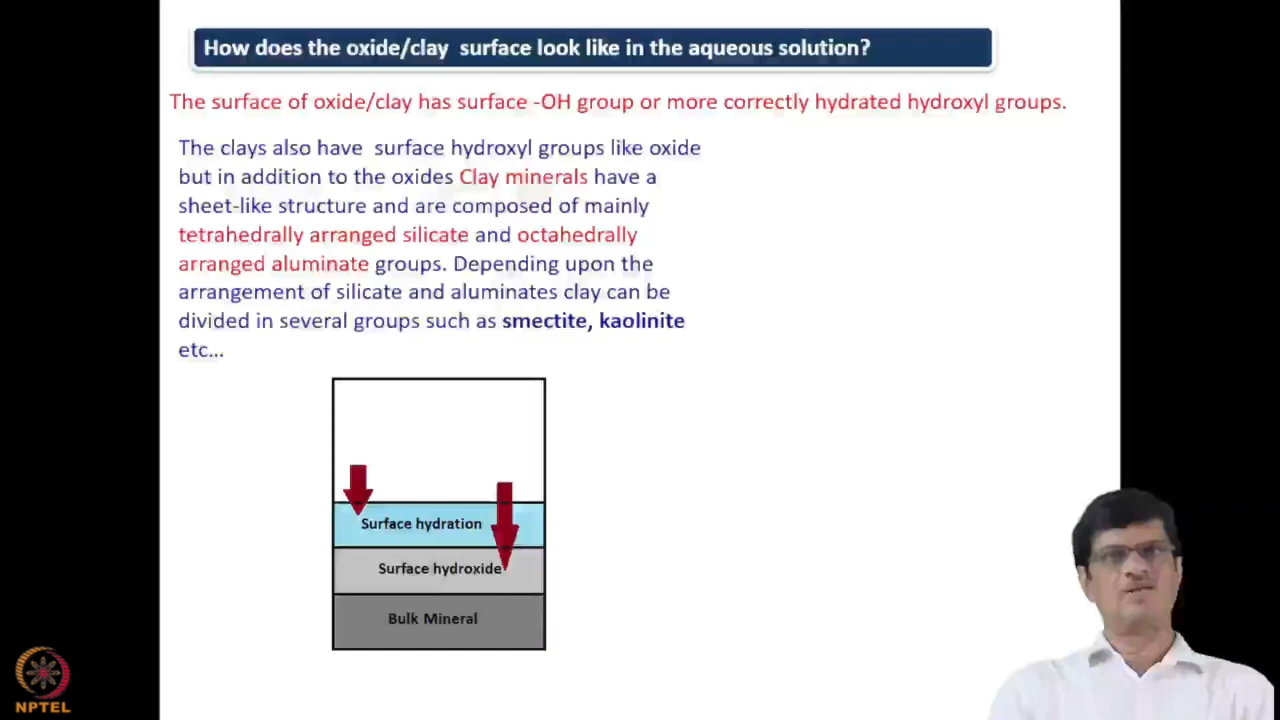 How does the oxide/clay surface look like in the aqueous solution?
The surface of oxide/clay has surface -OH group or more correctly hydrated hydroxyl groups.
The clays also have surface hydroxyl groups like oxide
but in addition to the oxides Clay minerals have a
sheet-like structure and are composed of mainly
tetrahedrally arranged silicate and octahedrally
arranged aluminate groups. Depending upon the
arrangement of silicate and aluminates clay can be
divided in several groups such as smectite, kaolinite
etc...
Surface hydration
Surface hydroxide
Bulk Mineral
NPTEL